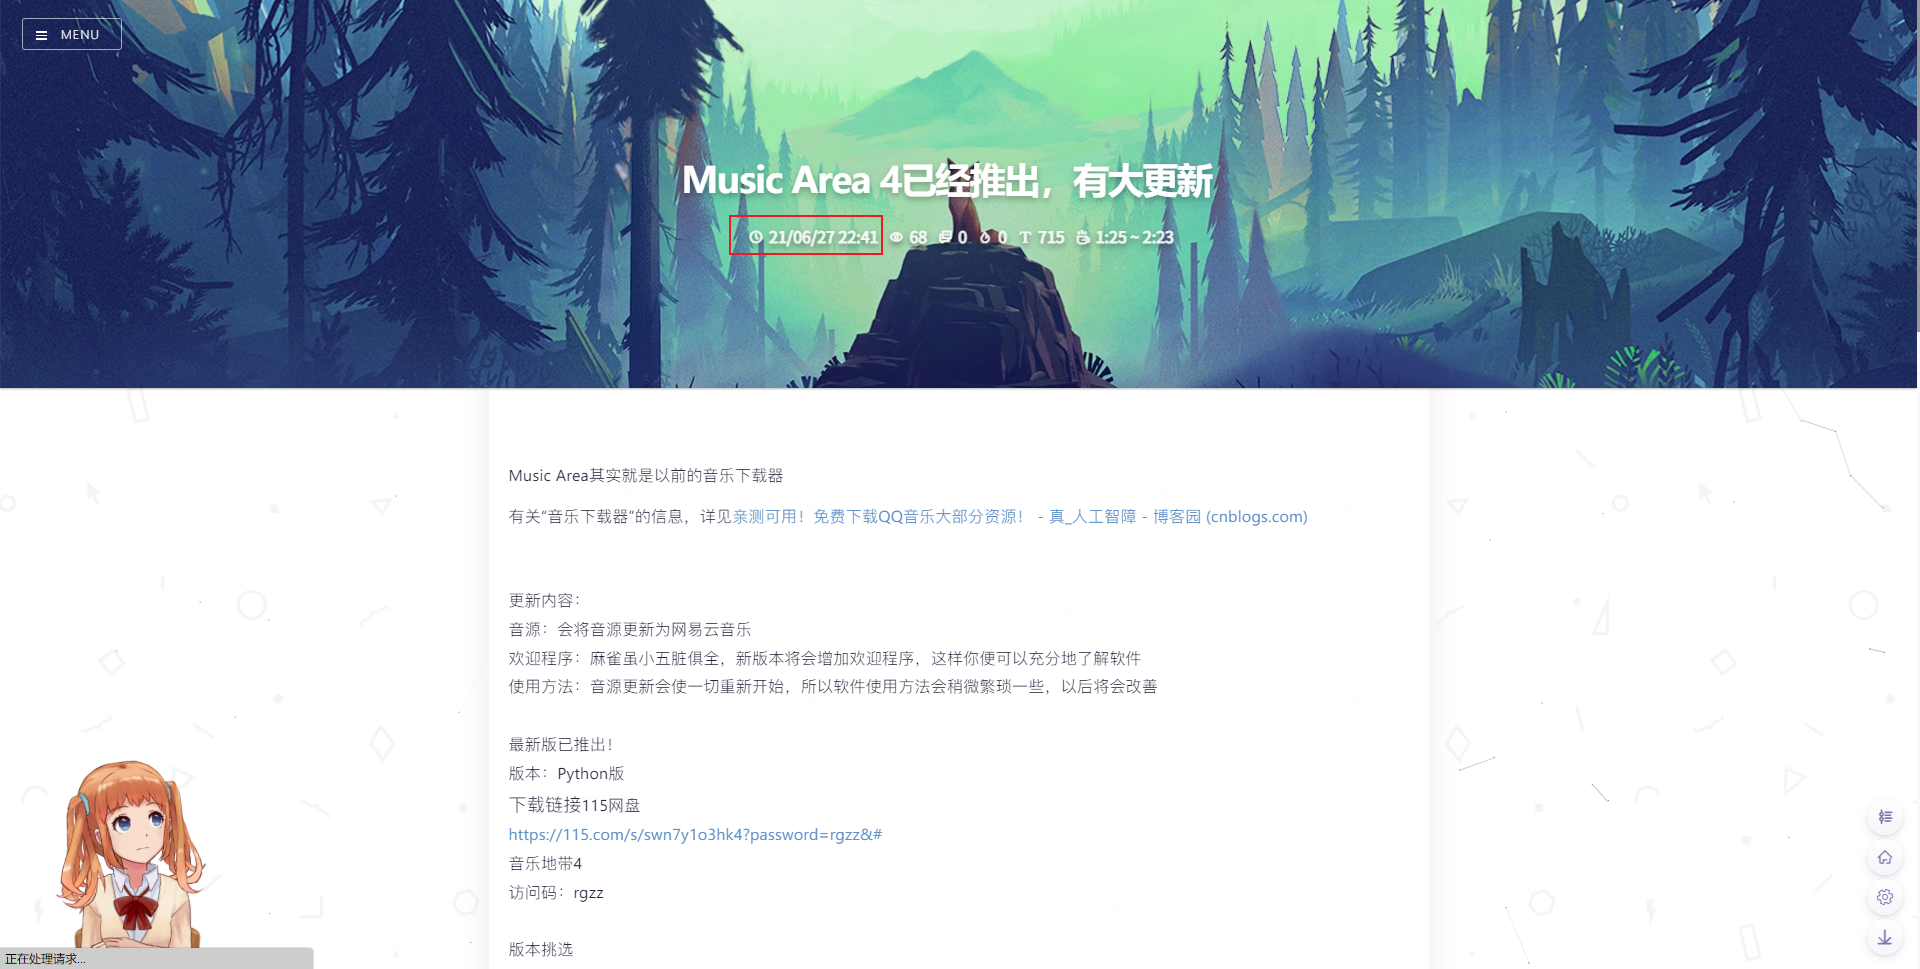 MENU
Music Area 4已经推出，有大更新
21/06/27 22:41 68 0 0 T 715 1:25 ~ 2:23
Music Area其实就是以前的音乐下载器
有关“音乐下载器”的信息，详见亲测可用！免费下载QQ音乐大部分资源！ - 真_人工智障 - 博客园 (cnblogs.com)
更新内容：
音源：会将音源更新为网易云音乐
欢迎程序：麻雀虽小五脏俱全，新版本将会增加欢迎程序，这样你便可以充分地了解软件
使用方法：音源更新会使一切重新开始，所以软件使用方法会稍微繁琐一些，以后将会改善
最新版已推出！
版本：Python版
下载链接115网盘
https://115.com/s/swn7y1o3hk4?password=rgzz&#
音乐地带4
访问码：rgzz
版本挑选
正在处理请求...